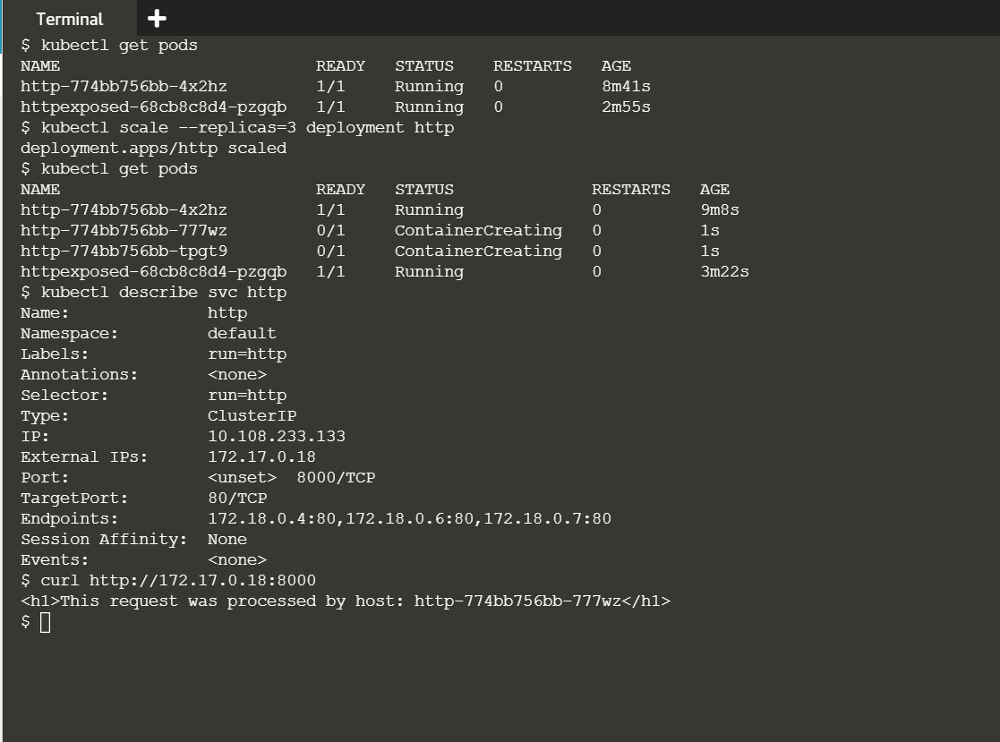 Terminal +
$ kubectl get pods
NAME READY STATUS RESTARTS AGE
http-774bb756bb-4x2hz 1/1 Running 0 8m41s
httpexposed-68cb8c8d4-pzgqb 1/1 Running 0 2m55s
$ kubectl scale --replicas=3 deployment http
deployment.apps/http scaled
$ kubectl get pods
NAME READY STATUS RESTARTS AGE
http-774bb756bb-4x2hz 1/1 Running 0 9m8s
http-774bb756bb-777wz 0/1 ContainerCreating 0 1s
http-774bb756bb-tpgt9 0/1 ContainerCreating 0 1s
httpexposed-68cb8c8d4-pzgqb 1/1 Running 0 3m22s
$ kubectl describe svc http
Name: http
Namespace: default
Labels: run=http
Annotations: <none>
Selector: run=http
Type: ClusterIP
IP: 10.108.233.133
External IPs: 172.17.0.18
Port: <unset> 8000/TCP
TargetPort: 80/TCP
Endpoints: 172.18.0.4:80,172.18.0.6:80,172.18.0.7:80
Session Affinity: None
Events: <none>
$ curl http://172.17.0.18:8000
<h1>This request was processed by host: http-774bb756bb-777wz</h1>
$